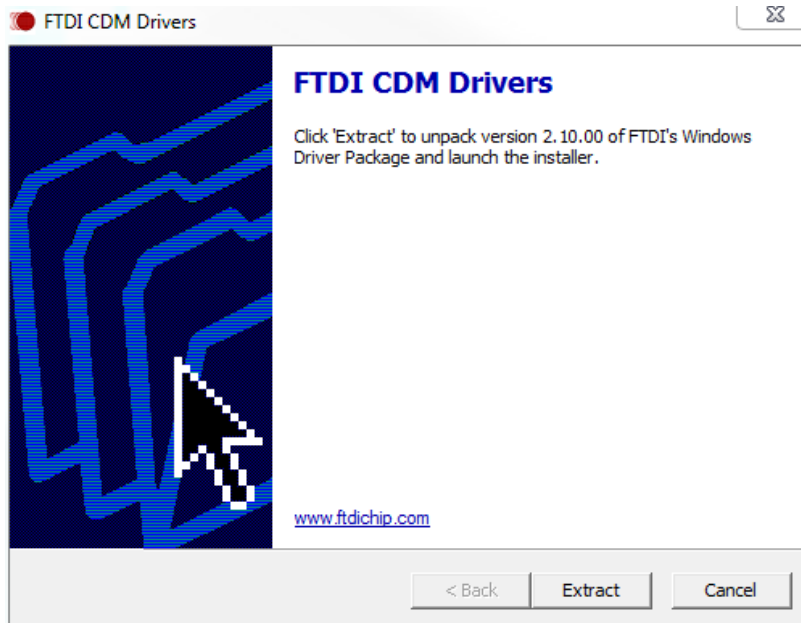 FTDI CDM Drivers
FTDI CDM Drivers
Click 'Extract' to unpack version 2.10.00 of FTDI's Windows
Driver Package and launch the installer.
www.ftdichip.com
< Back
Extract
Cancel